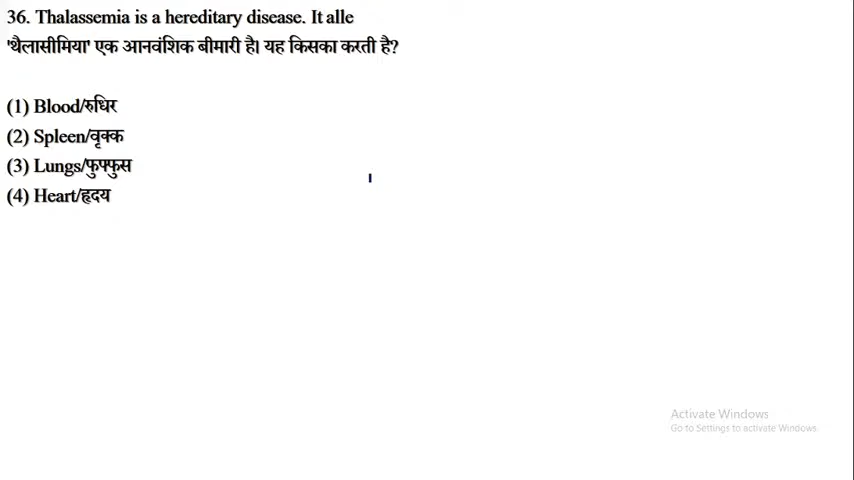 36. Thalassemia is a hereditary disease. It alle
'थैलासीमिया' एक आनवंशिक बीमारी है। यह किसका करती है?
(1) Blood/रुधिर
(2) Spleen/वृक्क
(3) Lungs/फुफ्फुस
(4) Heart/हृदय
Activate Windows
Go to Settings to activate Windows.